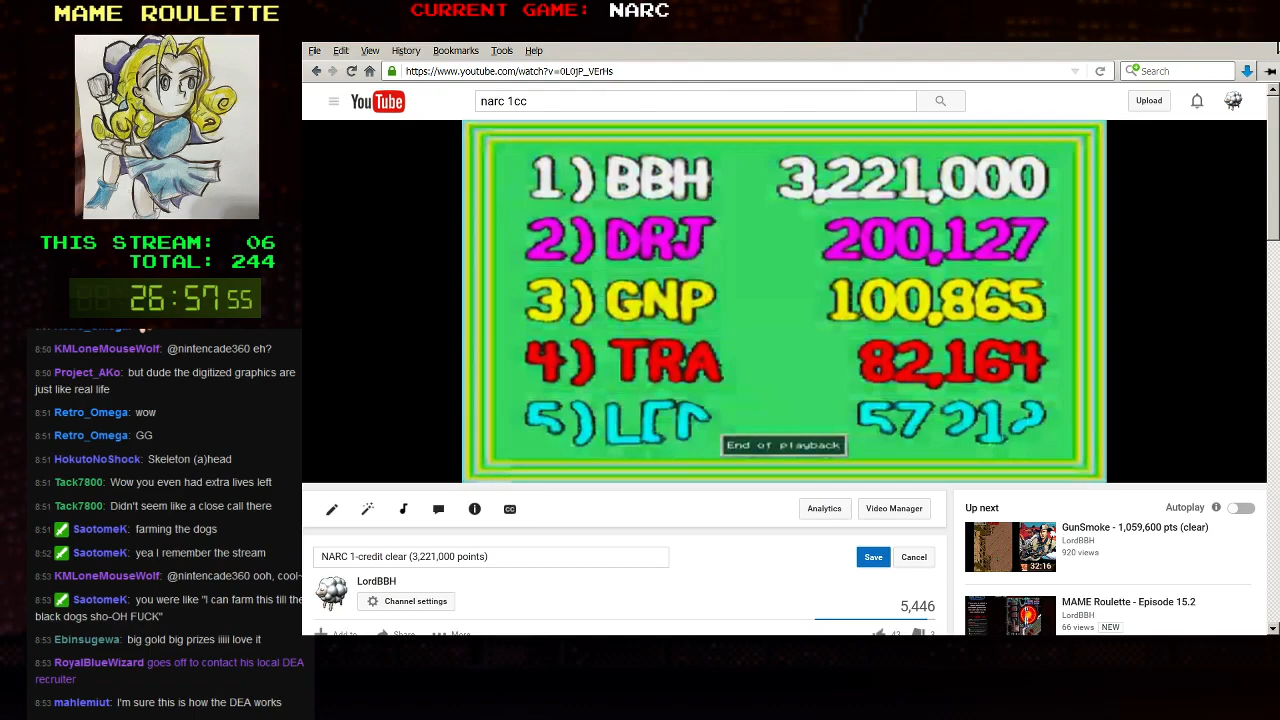 MAME ROULETTE
CURRENT GAME: NARC
THIS STREAM: 06
TOTAL: 244
26:57 55
8:50 KMLoneMouseWolf: @nintencade360 eh?
8:50 Project_AKo: but dude the digitized graphics are
just like real life
8:51 Retro_Omega: wow
8:51 Retro_Omega: GG
8:51 HokutoNoShock: Skeleton (a)head
8:51 Tack7800: Wow you even had extra lives left
8:51 Tack7800: Didn't seem like a close call there
8:51 SaotomeK: farming the dogs
8:52 SaotomeK: yea I remember the stream
8:53 KMLoneMouseWolf: @nintencade360 ooh, cool~
8:53 SaotomeK: you were like "I can farm this till the
black dogs sho-OH FUCK"
8:53 Ebinsugewa: big gold big prizes iiiii love it
8:53 RoyalBlueWizard goes off to contact his local DEA
recruiter
8:53 mahlemiut: I'm sure this is how the DEA works
File Edit View History Bookmarks Tools Help
https://www.youtube.com/watch?v=0L0jP_VErHs
Search
YouTube
narc 1cc
Upload
1) BBH 3,221,000
2) DRJ 200,127
3) GNP 100,865
4) TRA 82,164
End of playback
Analytics
Video Manager
NARC 1-credit clear (3,221,000 points)
Save
Cancel
LordBBH
Channel settings
5,446
Add to
Share
More
Up next
Autoplay
GunSmoke - 1,059,600 pts (clear)
LordBBH
920 views
32:16
MAME Roulette - Episode 15.2
LordBBH
66 views NEW